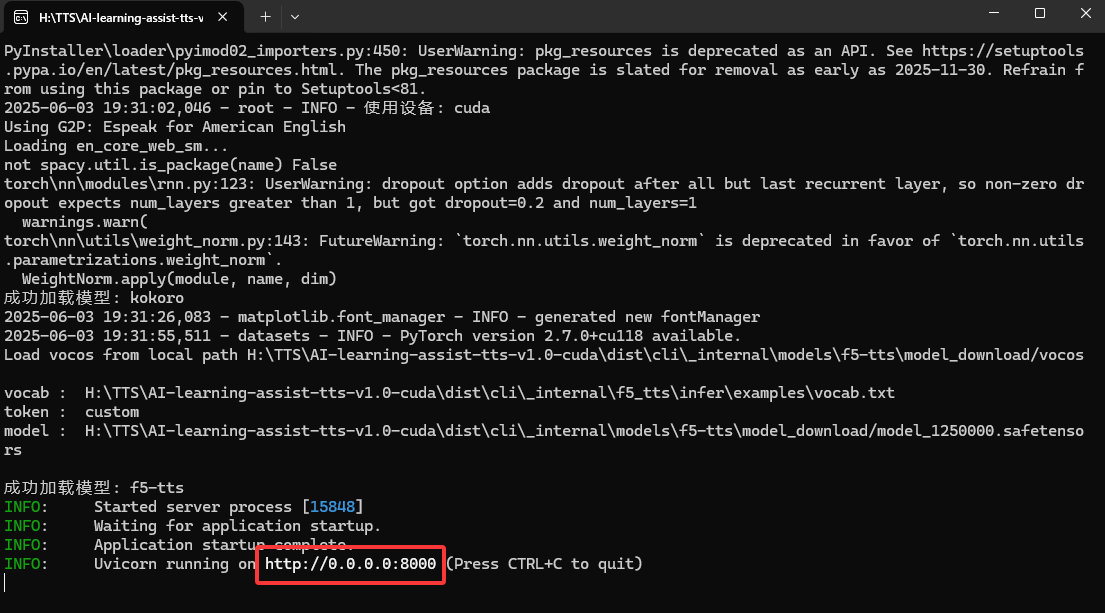 H:\TTS\AI-learning-assist-tts-v
PyInstaller\loader\pyimod02_importers.py:450: UserWarning: pkg_resources is deprecated as an API. See https://setuptools
.pypa.io/en/latest/pkg_resources.html. The pkg_resources package is slated for removal as early as 2025-11-30. Refrain f
rom using this package or pin to Setuptools<81.
2025-06-03 19:31:02,046 - root - INFO - 使用设备: cuda
Using G2P: Espeak for American English
Loading en_core_web_sm...
not spacy.util.is_package(name) False
torch\nn\modules\rnn.py:123: UserWarning: dropout option adds dropout after all but last recurrent layer, so non-zero dr
opout expects num_layers greater than 1, but got dropout=0.2 and num_layers=1
  warnings.warn(
torch\nn\utils\weight_norm.py:143: FutureWarning: `torch.nn.utils.weight_norm` is deprecated in favor of `torch.nn.utils
.parametrizations.weight_norm`.
  WeightNorm.apply(module, name, dim)
成功加载模型: kokoro
2025-06-03 19:31:26,083 - matplotlib.font_manager - INFO - generated new fontManager
2025-06-03 19:31:55,511 - datasets - INFO - PyTorch version 2.7.0+cu118 available.
Load vocos from local path H:\TTS\AI-learning-assist-tts-v1.0-cuda\dist\cli\_internal\models\f5-tts\model_download/vocos
vocab :  H:\TTS\AI-learning-assist-tts-v1.0-cuda\dist\cli\_internal\f5_tts\infer\examples\vocab.txt
token :  custom
model :  H:\TTS\AI-learning-assist-tts-v1.0-cuda\dist\cli\_internal\models\f5-tts\model_download/model_1250000.safetenso
rs
成功加载模型: f5-tts
INFO:     Started server process [15848]
INFO:     Waiting for application startup.
INFO:     Application startup complete.
INFO:     Uvicorn running on http://0.0.0.0:8000 (Press CTRL+C to quit)